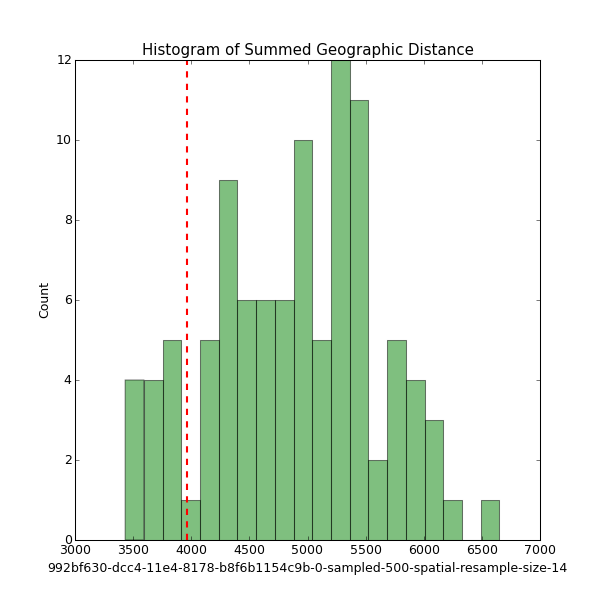 Histogram of Summed Geographic Distance
12
10
8
6
4
2
0
Count
3000 3500 4000 4500 5000 5500 6000 6500 7000
992bf630-dcc4-11e4-8178-b8f6b1154c9b-0-sampled-500-spatial-resample-size-14